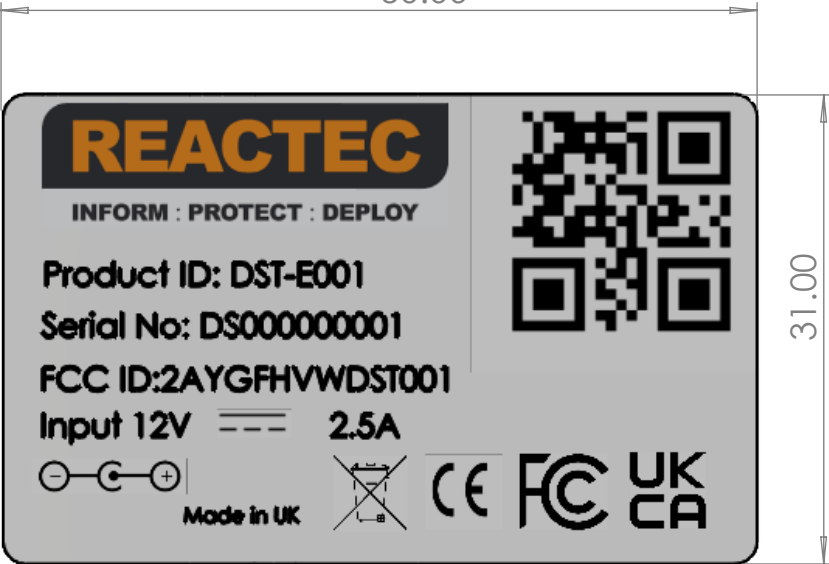 REACTEC
INFORM : PROTECT : DEPLOY
Product ID: DST-E001
Serial No: DS000000001
FCC ID:2AYGFHVWDST001
Input 12V 2.5A
Made in UK
CE FC UK CA
31.00